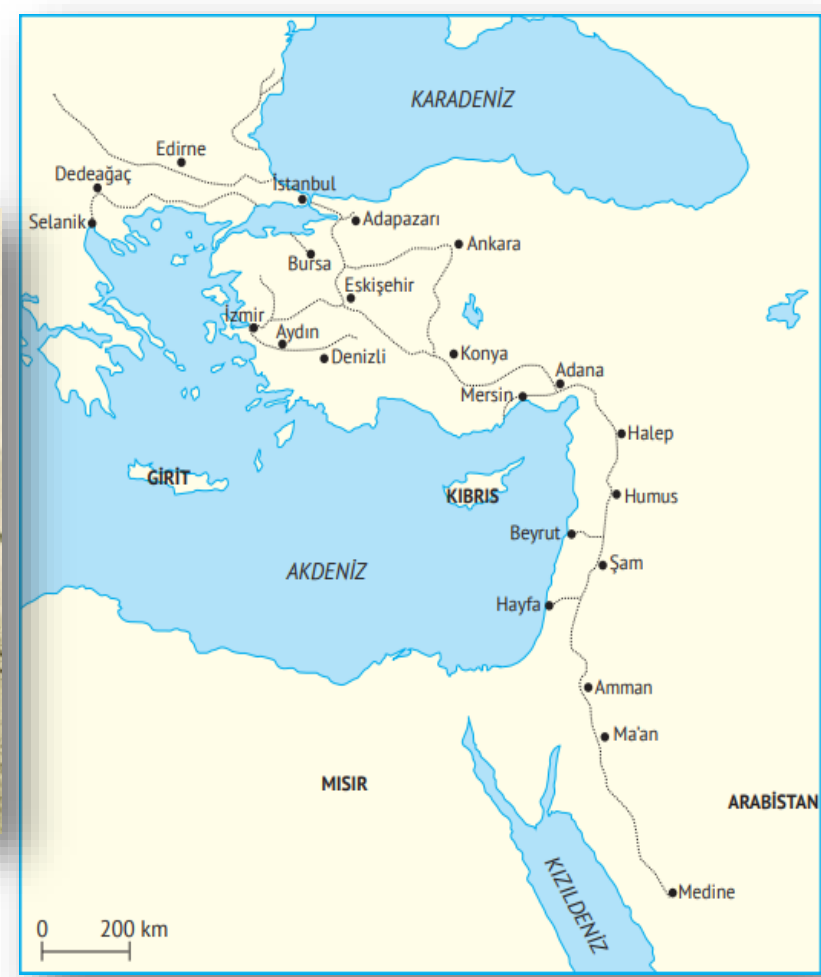 KARADENİZ
Edirne
Dedeağaç
İstanbul
Selanik
Adapazarı
Ankara
Bursa
Eskişehir
İzmir
Aydın
Denizli
Konya
Adana
Mersin
Halep
GİRİT
KIBRIS
Humus
Beyrut
AKDENİZ
Şam
Hayfa
Amman
Ma'an
MISIR
ARABİSTAN
KIZILDENİZ
Medine
0 200 km